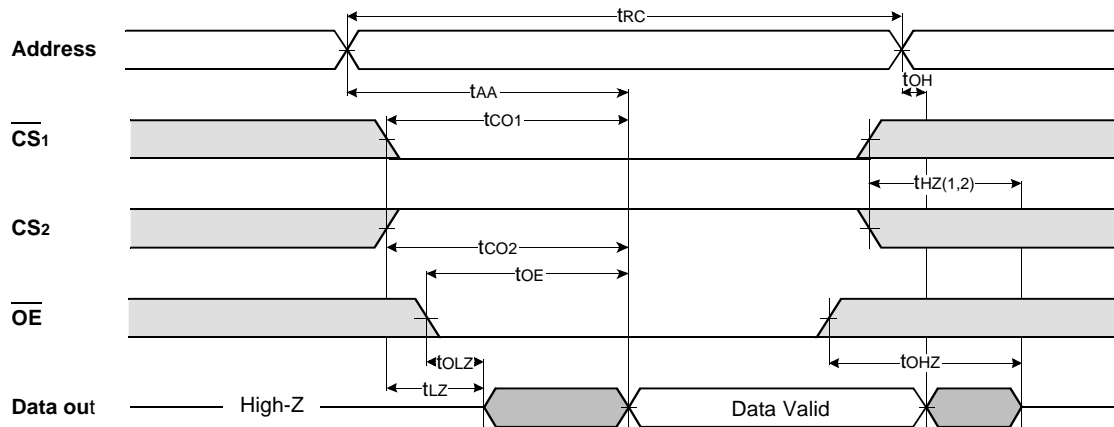 tRC
Address
tOH
tAA
tCO1
CS1
tHZ(1,2)
CS2
tCO2
tOE
OE
tOLZ
tOHZ
tLZ
Data out High-Z Data Valid